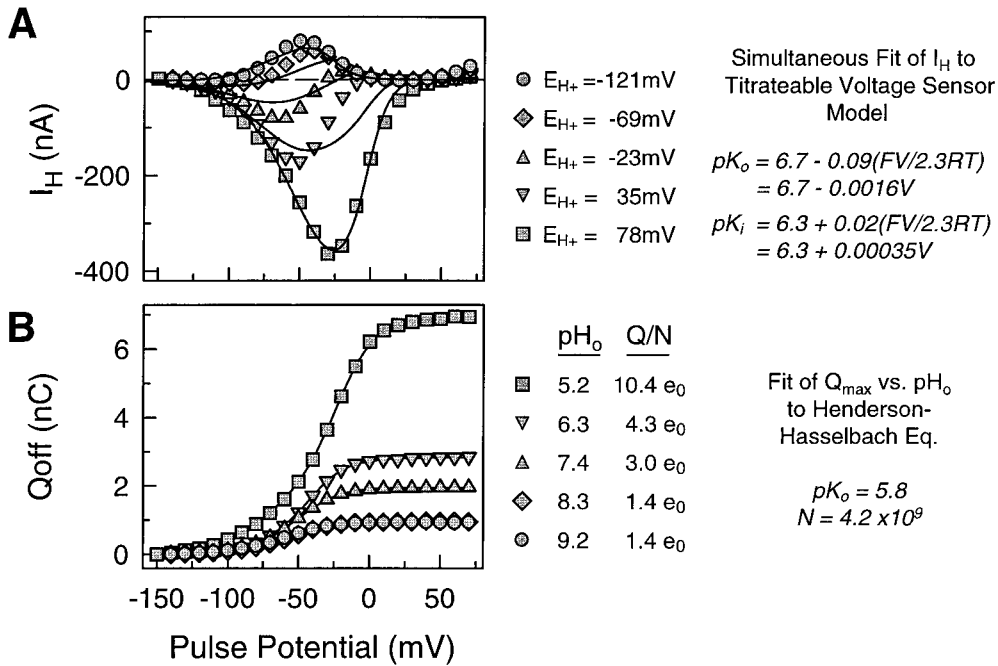 A
0
-200
-400
I_H (nA)
E_H+ = -121mV
E_H+ = -69mV
E_H+ = -23mV
E_H+ = 35mV
E_H+ = 78mV
Simultaneous Fit of I_H to
Titrateable Voltage Sensor
Model
pK_o = 6.7 - 0.09(FV/2.3RT)
= 6.7 - 0.0016V
pK_i = 6.3 + 0.02(FV/2.3RT)
= 6.3 + 0.00035V
B
6
4
2
0
Qoff (nC)
-150 -100 -50 0 50
Pulse Potential (mV)
pH_o Q/N
5.2 10.4 e_0
6.3 4.3 e_0
7.4 3.0 e_0
8.3 1.4 e_0
9.2 1.4 e_0
Fit of Q_max vs. pH_o
to Henderson-
Hasselbach Eq.
pK_o = 5.8
N = 4.2 x10^9